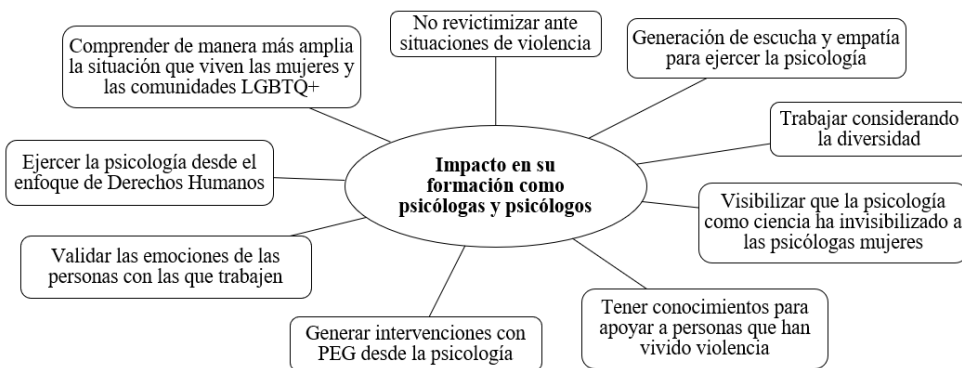 No revictimizar ante
situaciones de violencia
Comprender de manera más amplia
la situación que viven las mujeres y
las comunidades LGBTQ+
Generación de escucha y empatía
para ejercer la psicología
Trabajar considerando
la diversidad
Ejercer la psicología desde el
enfoque de Derechos Humanos
Impacto en su
formación como
psicólogas y psicólogos
Visibilizar que la psicología
como ciencia ha invisibilizado a
las psicólogas mujeres
Validar las emociones de las
personas con las que trabajen
Generar intervenciones con
PEG desde la psicología
Tener conocimientos para
apoyar a personas que han
vivido violencia